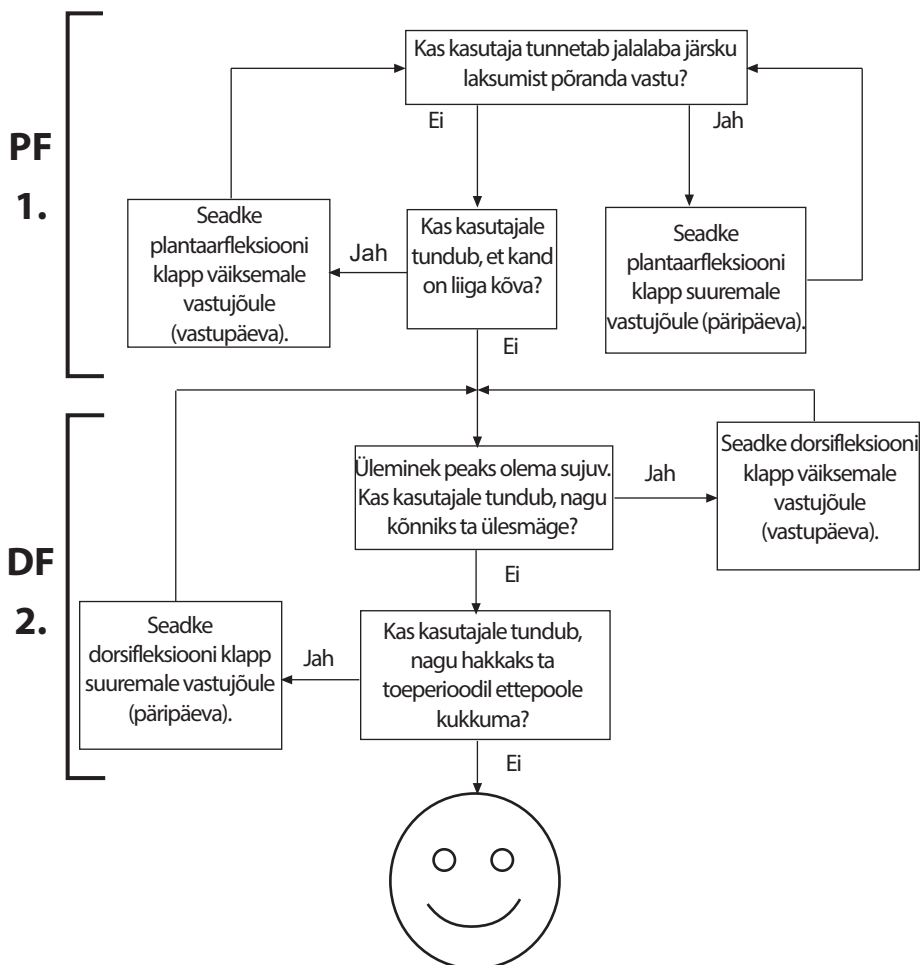 PF
1.
Kas kasutaja tunnetab jalalaba järsku
laksumist põranda vastu?
Ei
Jah
Seadke
plantaarfleksiooni
klapp väiksemale
vastujõule
(vastupäeva).
Jah
Kas kasutajale
tundub, et kand
on liiga kõva?
Seadke
plantaarfleksiooni
klapp suuremale
vastujõule (päripäeva).
Ei
DF
2.
Üleminek peaks olema sujuv.
Kas kasutajale tundub, nagu
kõnniks ta ülesmäge?
Jah
Seadke dorsifleksiooni
klapp väiksemale
vastujõule
(vastupäeva).
Ei
Seadke
dorsifleksiooni klapp
suuremale vastujõule
(päripäeva).
Jah
Kas kasutajale tundub,
nagu hakkaks ta
toeperioodil ettepoole
kukkuma?
Ei